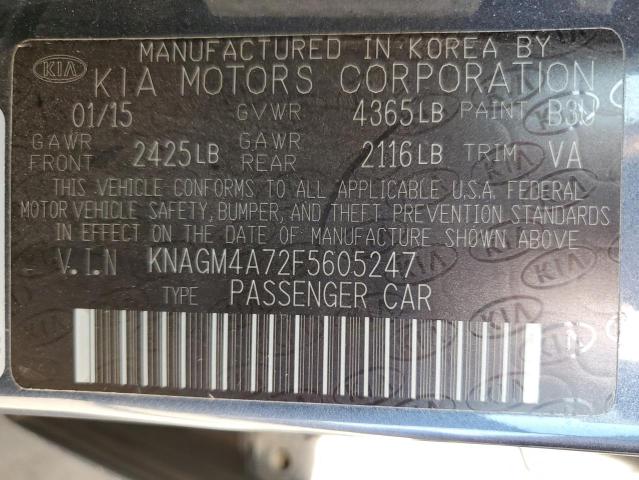 MANUFACTURED IN KOREA BY
KIA KIA MOTORS CORPORATION
01/15 GVWR 4365LB PAINT B3U
GAWR FRONT 2425LB GAWR REAR 2116LB TRIM VA
THIS VEHICLE CONFORMS TO ALL APPLICABLE U.S.A. FEDERAL
MOTOR VEHICLE SAFETY, BUMPER, AND THEFT PREVENTION STANDARDS
IN EFFECT ON THE DATE OF MANUFACTURE SHOWN ABOVE
V.I.N KNAGM4A72F5605247
TYPE PASSENGER CAR